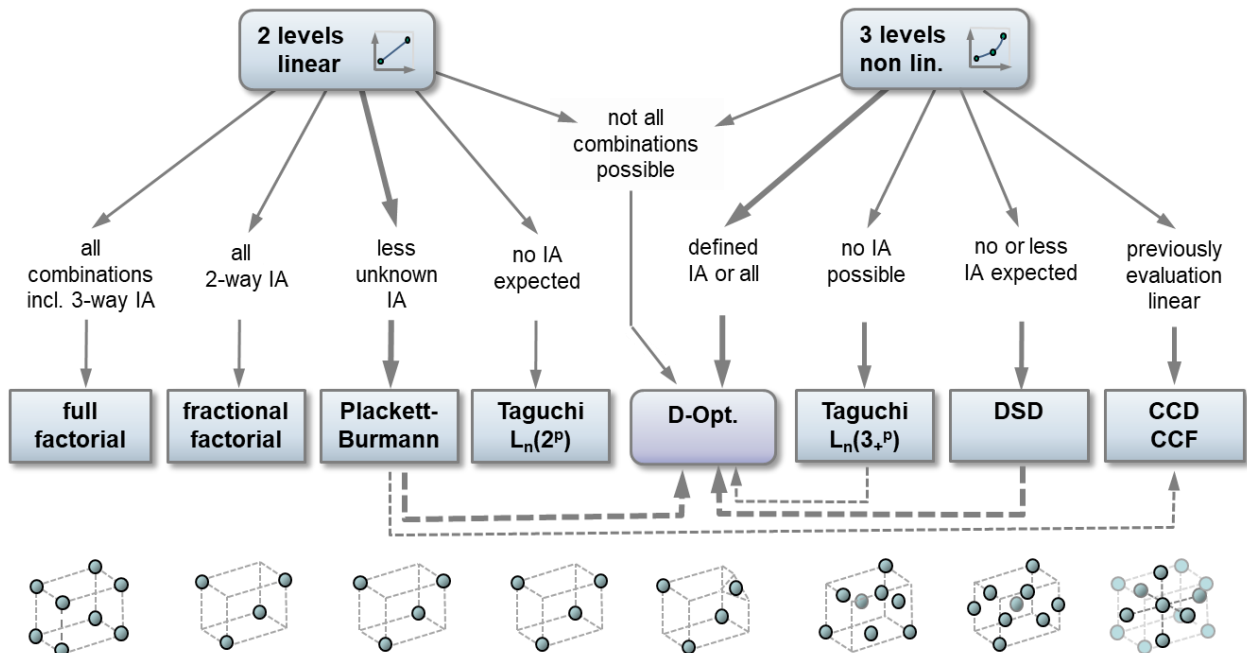 2 levels
linear
3 levels
non lin.
not all
combinations
possible
all
combinations
incl. 3-way IA
all
2-way IA
less
unknown
IA
no IA
expected
defined
IA or all
no IA
possible
no or less
IA expected
previously
evaluation
linear
full
factorial
fractional
factorial
Plackett-
Burmann
Taguchi
Lₙ(2ᵖ)
D-Opt.
Taguchi
Lₙ(3₊ᵖ)
DSD
CCD
CCF